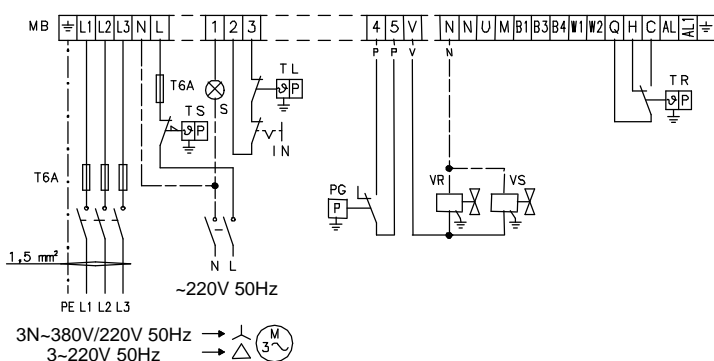 MB ⏚ L1 L2 L3 N L 1 2 3 4 5 V N N U M B1 B3 B4 W1 W2 Q H C AL AL1 ⏚
P P V N
T6A
TL
ϑ P
S
TS
ϑ P
TR
ϑ P
IN
T6A
PG
P
VR VS
1,5 mm²
N L
~220V 50Hz
PE L1 L2 L3
3N~380V/220V 50Hz → M
3~220V 50Hz → △ 3~